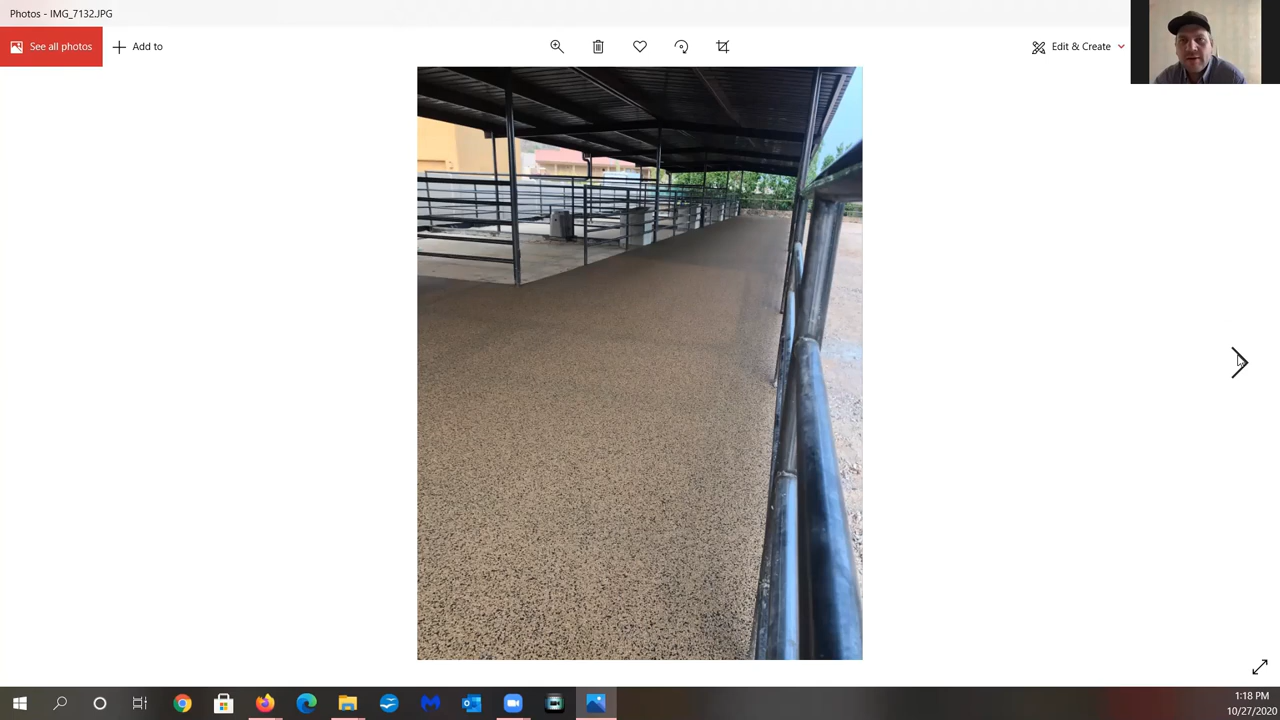 Photos - IMG_7132.JPG
See all photos
Add to
Edit & Create
1:18 PM
10/27/2020